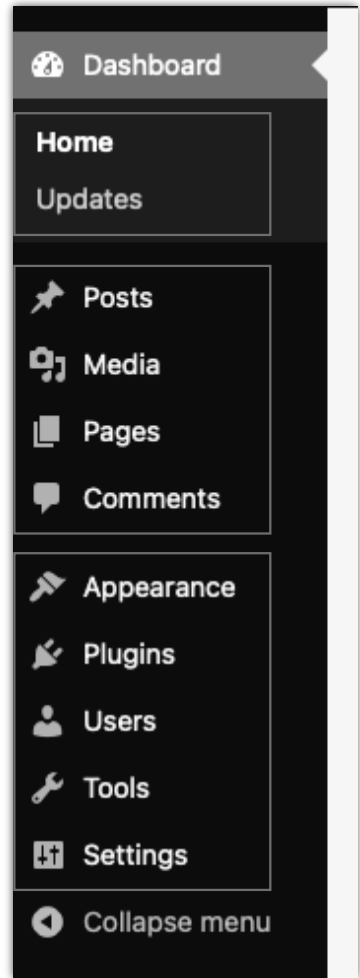 Dashboard
Home
Updates
Posts
Media
Pages
Comments
Appearance
Plugins
Users
Tools
Settings
Collapse menu